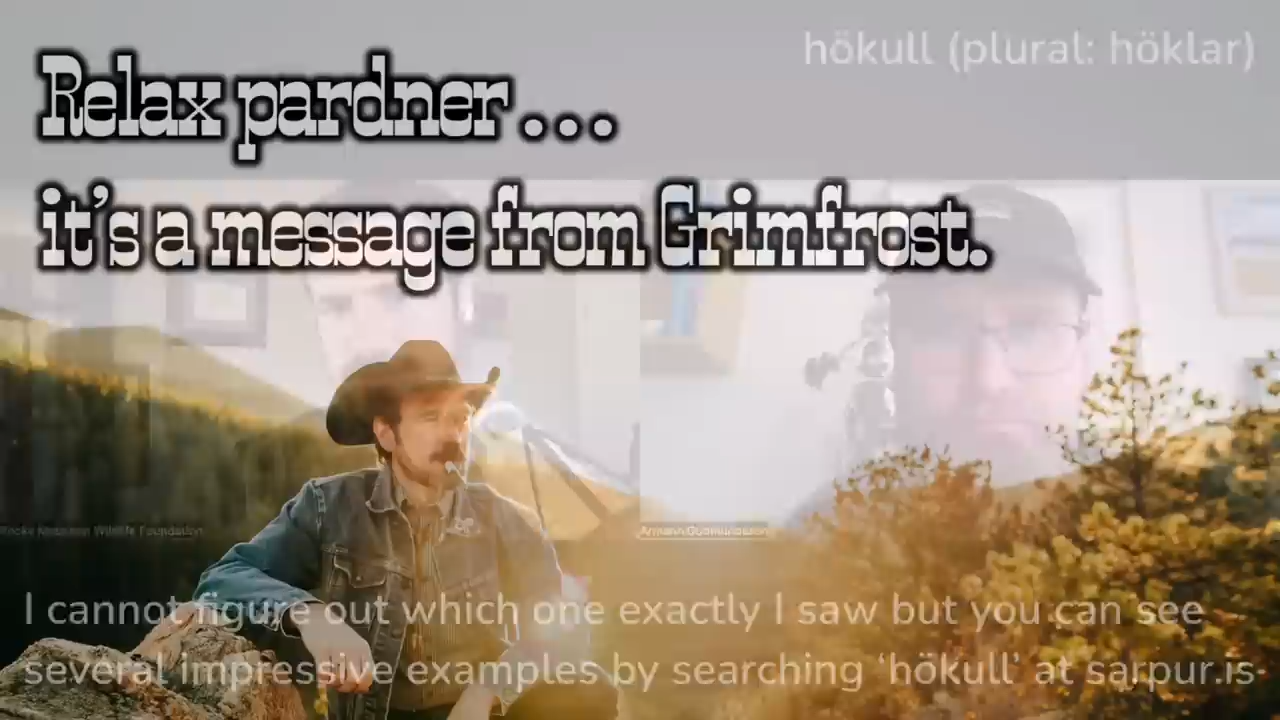 hökull (plural: höklar)
Relax pardner...
it's a message from Grimfrost.
I cannot figure out which one exactly I saw but you can see
several impressive examples by searching ‘hökull’ at sarpur.is